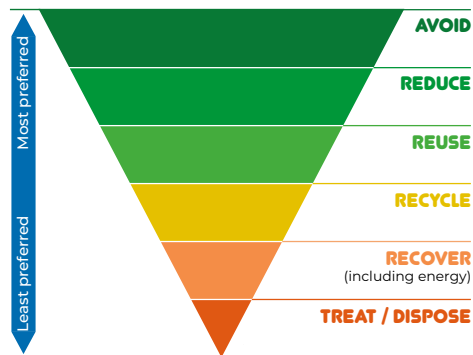 Most preferred
Least preferred
AVOID
REDUCE
REUSE
RECYCLE
RECOVER
(including energy)
TREAT / DISPOSE